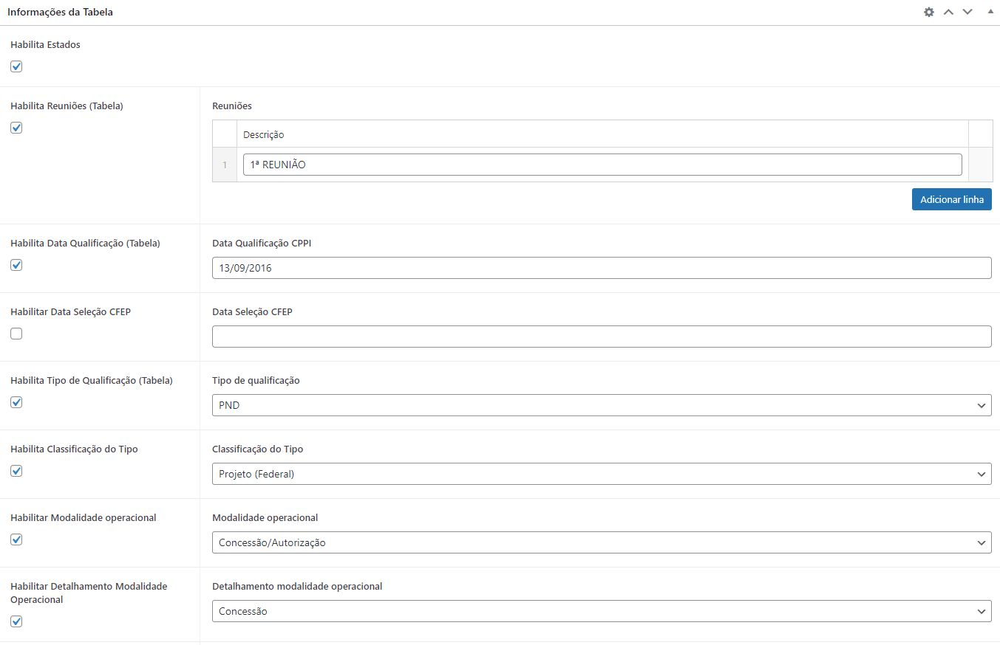 Informações da Tabela
Habilita Estados
Habilita Reuniões (Tabela)
Reuniões
Descrição
1
1ª REUNIÃO
Adicionar linha
Habilita Data Qualificação (Tabela)
Data Qualificação CPPI
13/09/2016
Habilitar Data Seleção CFEP
Data Seleção CFEP
Habilita Tipo de Qualificação (Tabela)
Tipo de qualificação
PND
Habilita Classificação do Tipo
Classificação do Tipo
Projeto (Federal)
Habilitar Modalidade operacional
Modalidade operacional
Concessão/Autorização
Habilitar Detalhamento Modalidade
Operacional
Detalhamento modalidade operacional
Concessão